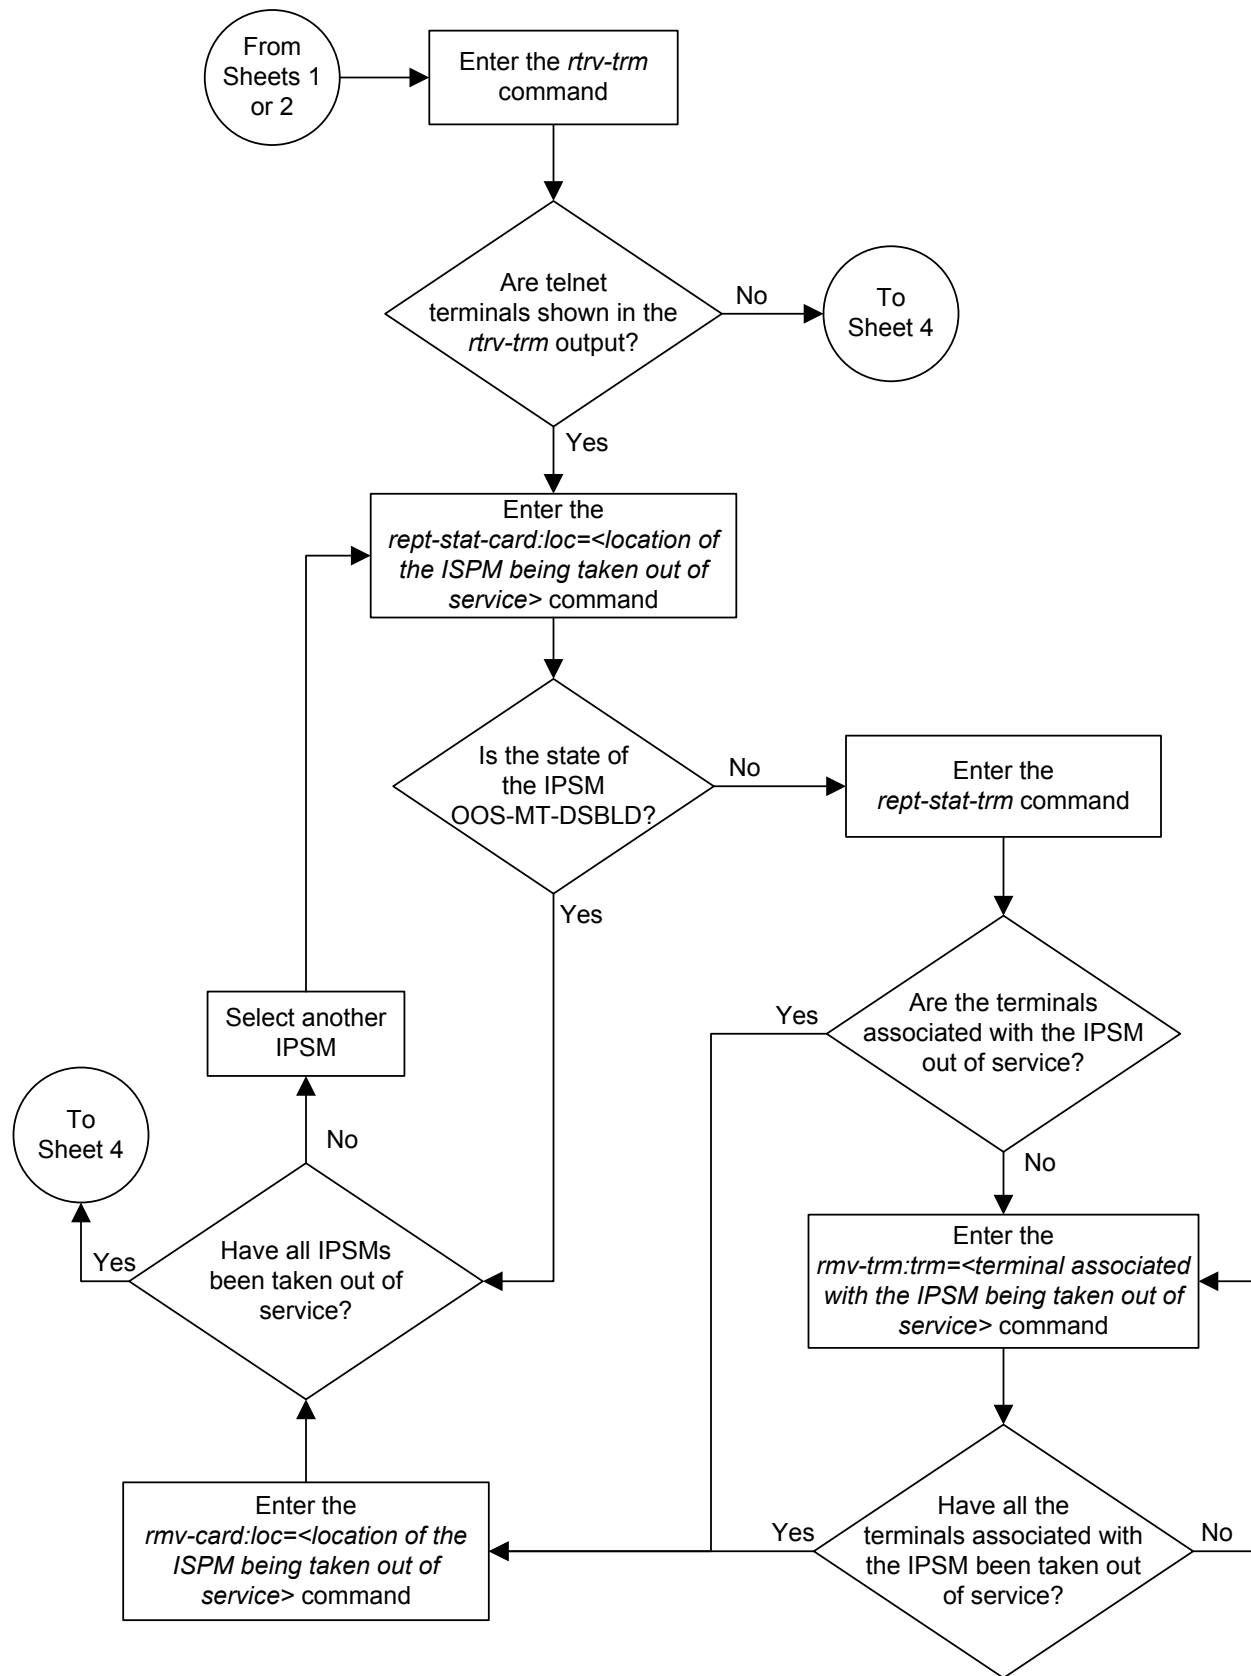 From
Sheets 1
or 2
Enter the rtrv-trm
command
Are telnet
terminals shown in the
rtrv-trm output?
No
To
Sheet 4
Yes
Enter the
rept-stat-card:loc=<location of
the ISPM being taken out of
service> command
Is the state of
the IPSM
OOS-MT-DSBLD?
No
Enter the
rept-stat-trm command
Yes
Are the terminals
associated with the IPSM
out of service?
Yes
No
Select another
IPSM
No
To
Sheet 4
Yes
Have all IPSMs
been taken out of
service?
Enter the
rmv-trm:trm=<terminal associated
with the IPSM being taken out of
service> command
Have all the
terminals associated with
the IPSM been taken out
of service?
Yes
No
Enter the
rmv-card:loc=<location of the
ISPM being taken out of
service> command